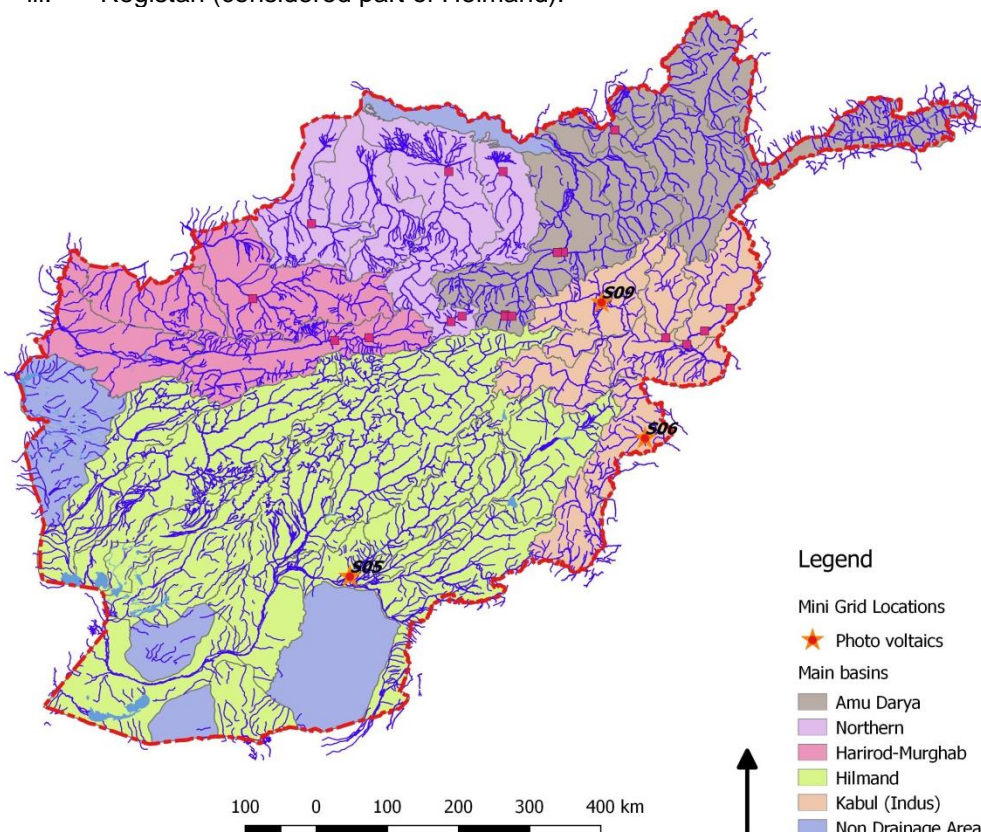 iii. Registan (considered part of Helmand).
S09
S06
S05
Legend
Mini Grid Locations
Photo voltaics
Main basins
Amu Darya
Northern
Harirod-Murghab
Hilmand
Kabul (Indus)
Non Drainage Area
100 0 100 200 300 400 km